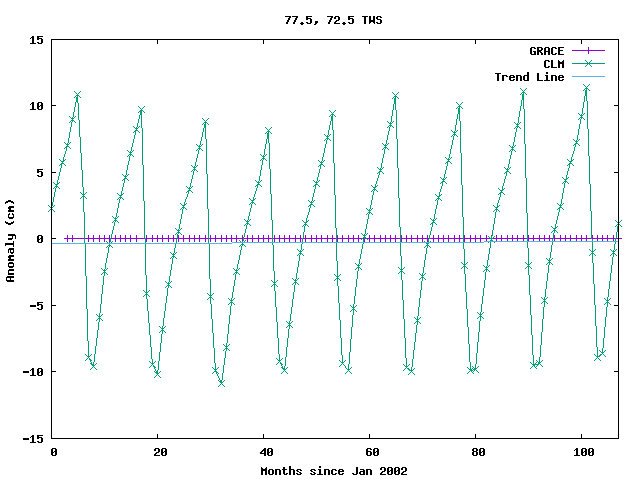 77.5, 72.5 TWS
GRACE
CLM
Trend Line
15
10
5
0
-5
-10
-15
Anomaly (cm)
0 20 40 60 80 100
Months since Jan 2002